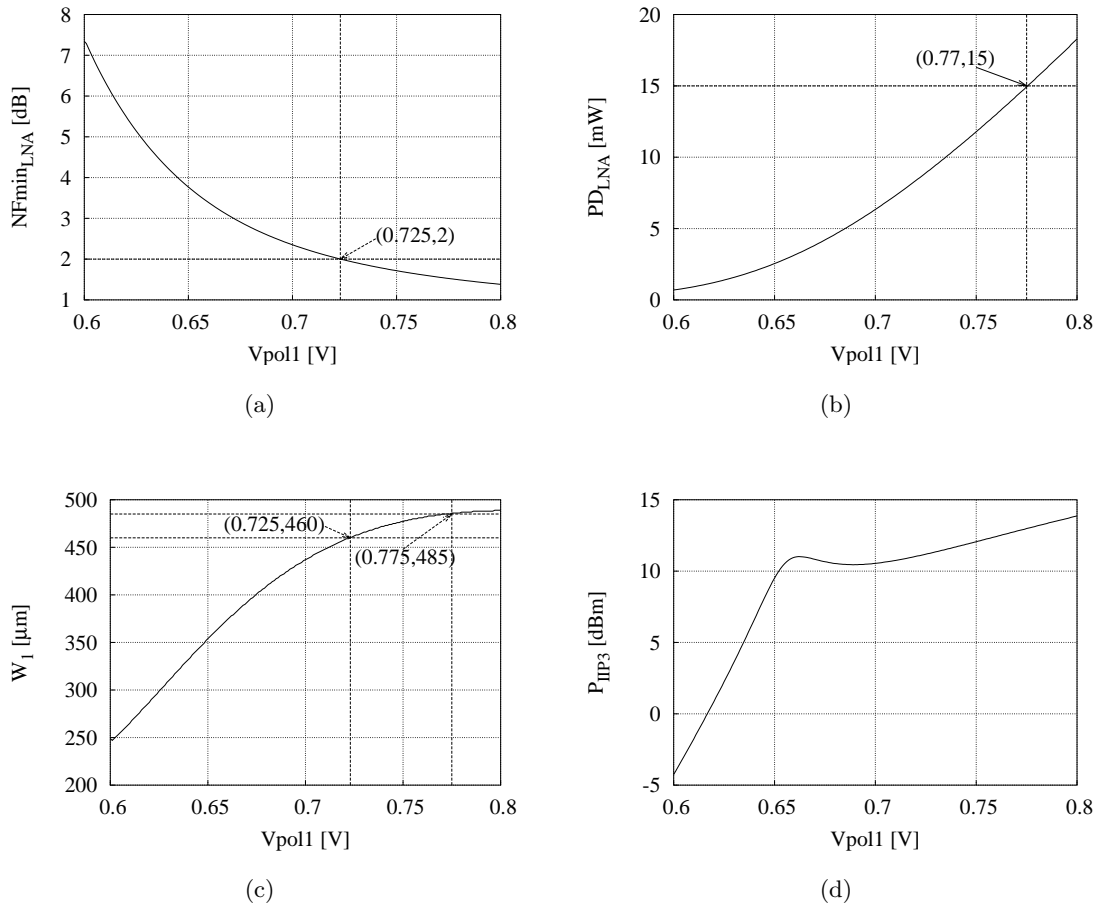 8
7
6
5
4
3
2
1
0.6 0.65 0.7 0.75 0.8
NFmin_LNA [dB]
Vpol1 [V]
(0.725,2)
(a)
20
15
10
5
0
0.6 0.65 0.7 0.75 0.8
PD_LNA [mW]
Vpol1 [V]
(0.77,15)
(b)
500
450
400
350
300
250
200
0.6 0.65 0.7 0.75 0.8
W_1 [μm]
Vpol1 [V]
(0.725,460)
(0.775,485)
(c)
15
10
5
0
-5
0.6 0.65 0.7 0.75 0.8
P_IIP3 [dBm]
Vpol1 [V]
(d)